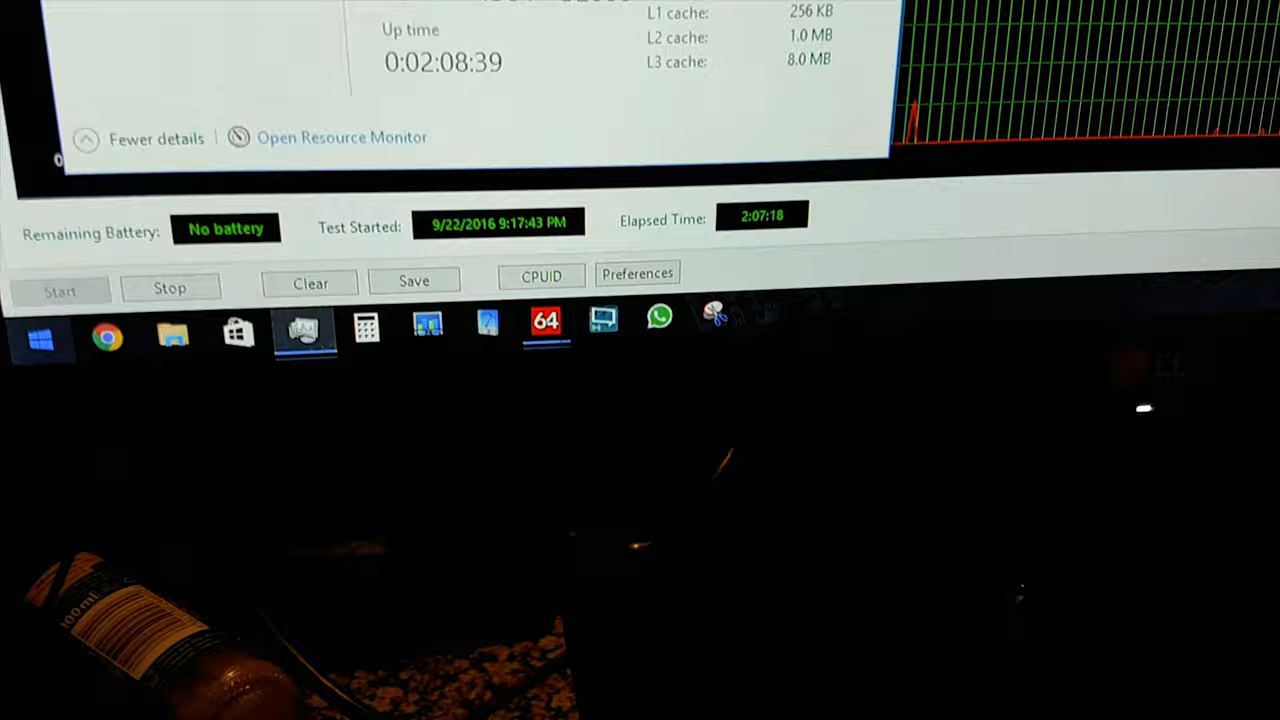 L1 cache: 256 KB
Up time
L2 cache: 1.0 MB
0:02:08:39
L3 cache: 8.0 MB
Fewer details
Open Resource Monitor
0
Remaining Battery: No battery
Test Started: 9/22/2016 9:17:43 PM
Elapsed Time: 2:07:18
Start
Stop
Clear
Save
CPUID
Preferences
64
100ml